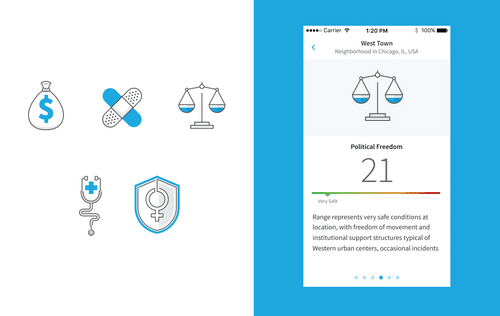 $
Carrier 1:20 PM 100%
West Town
Neighborhood in Chicago, IL, USA
Political Freedom
21
Very Safe
Range represents very safe conditions at
location, with freedom of movement and
institutional support structures typical of
Western urban centers, occasional incidents